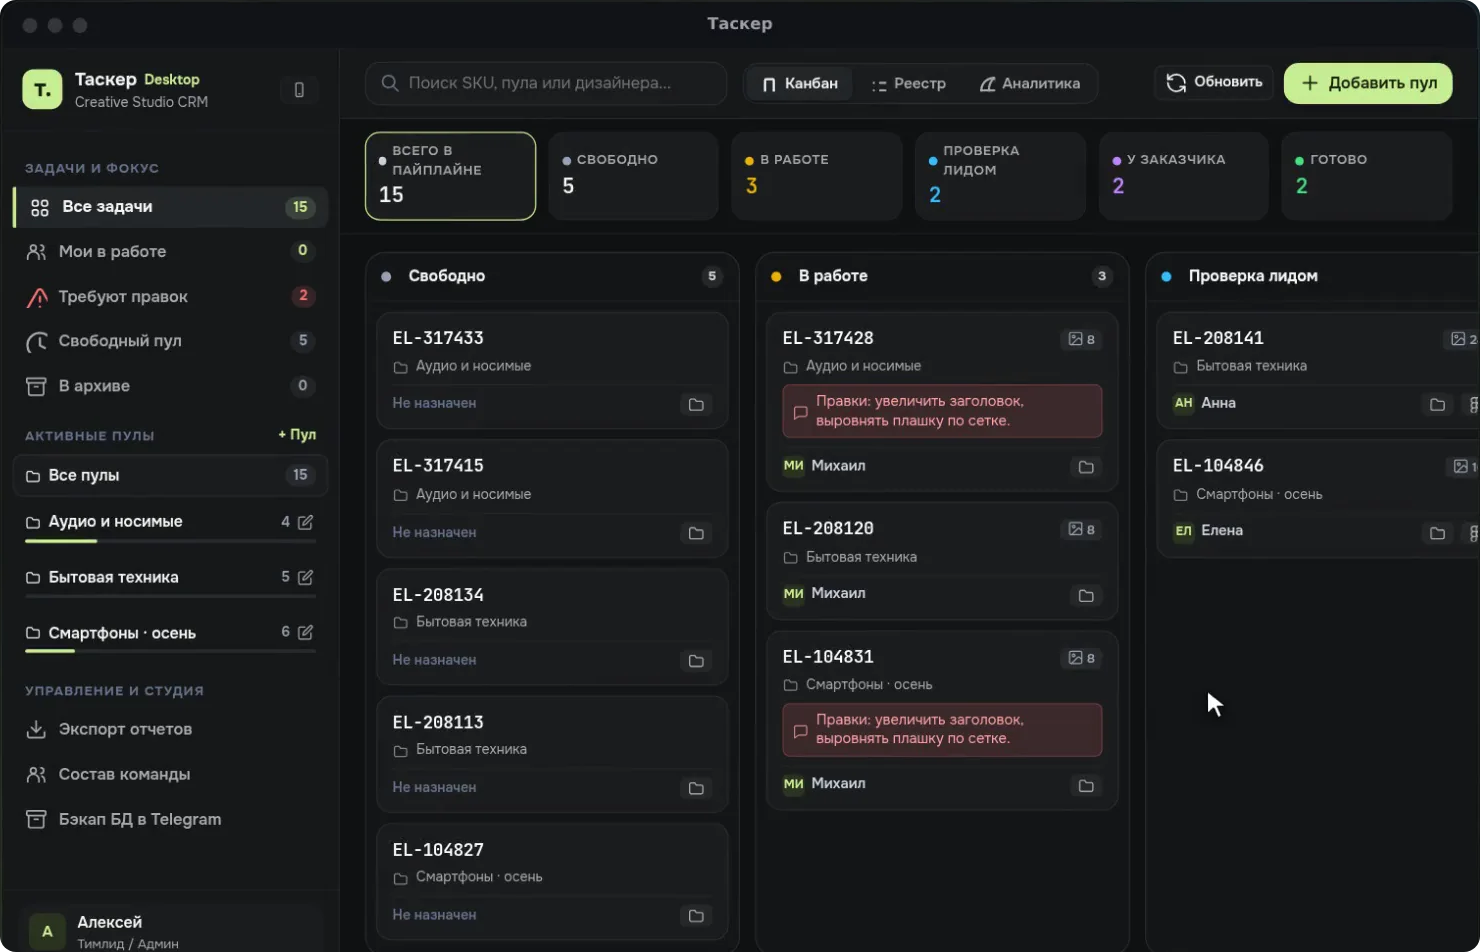 Таскер
T.
Таскер Desktop
Creative Studio CRM
ЗАДАЧИ И ФОКУС
Все задачи 15
Мои в работе 0
Требуют правок 2
Свободный пул 5
В архиве 0
АКТИВНЫЕ ПУЛЫ + Пул
Все пулы 15
Аудио и носимые 4
Бытовая техника 5
Смартфоны · осень 6
УПРАВЛЕНИЕ И СТУДИЯ
Экспорт отчетов
Состав команды
Бэкап БД в Telegram
А
Алексей
Тимлид / Админ
Поиск SKU, пула или дизайнера...
Канбан
Реестр
Аналитика
Обновить
+ Добавить пул
ВСЕГО В
ПАЙПЛАЙНЕ
15
СВОБОДНО
5
В РАБОТЕ
3
ПРОВЕРКА
ЛИДОМ
2
У ЗАКАЗЧИКА
2
ГОТОВО
2
Свободно 5
EL-317433
Аудио и носимые
Не назначен
EL-317415
Аудио и носимые
Не назначен
EL-208134
Бытовая техника
Не назначен
EL-208113
Бытовая техника
Не назначен
EL-104827
Смартфоны · осень
Не назначен
В работе 3
EL-317428 8
Аудио и носимые
Правки: увеличить заголовок,
выровнять плашку по сетке.
МИ Михаил
EL-208120 8
Бытовая техника
МИ Михаил
EL-104831 8
Смартфоны · осень
Правки: увеличить заголовок,
выровнять плашку по сетке.
МИ Михаил
Проверка лидом
EL-208141
Бытовая техника
АН Анна
EL-104846
Смартфоны · осень
ЕЛ Елена